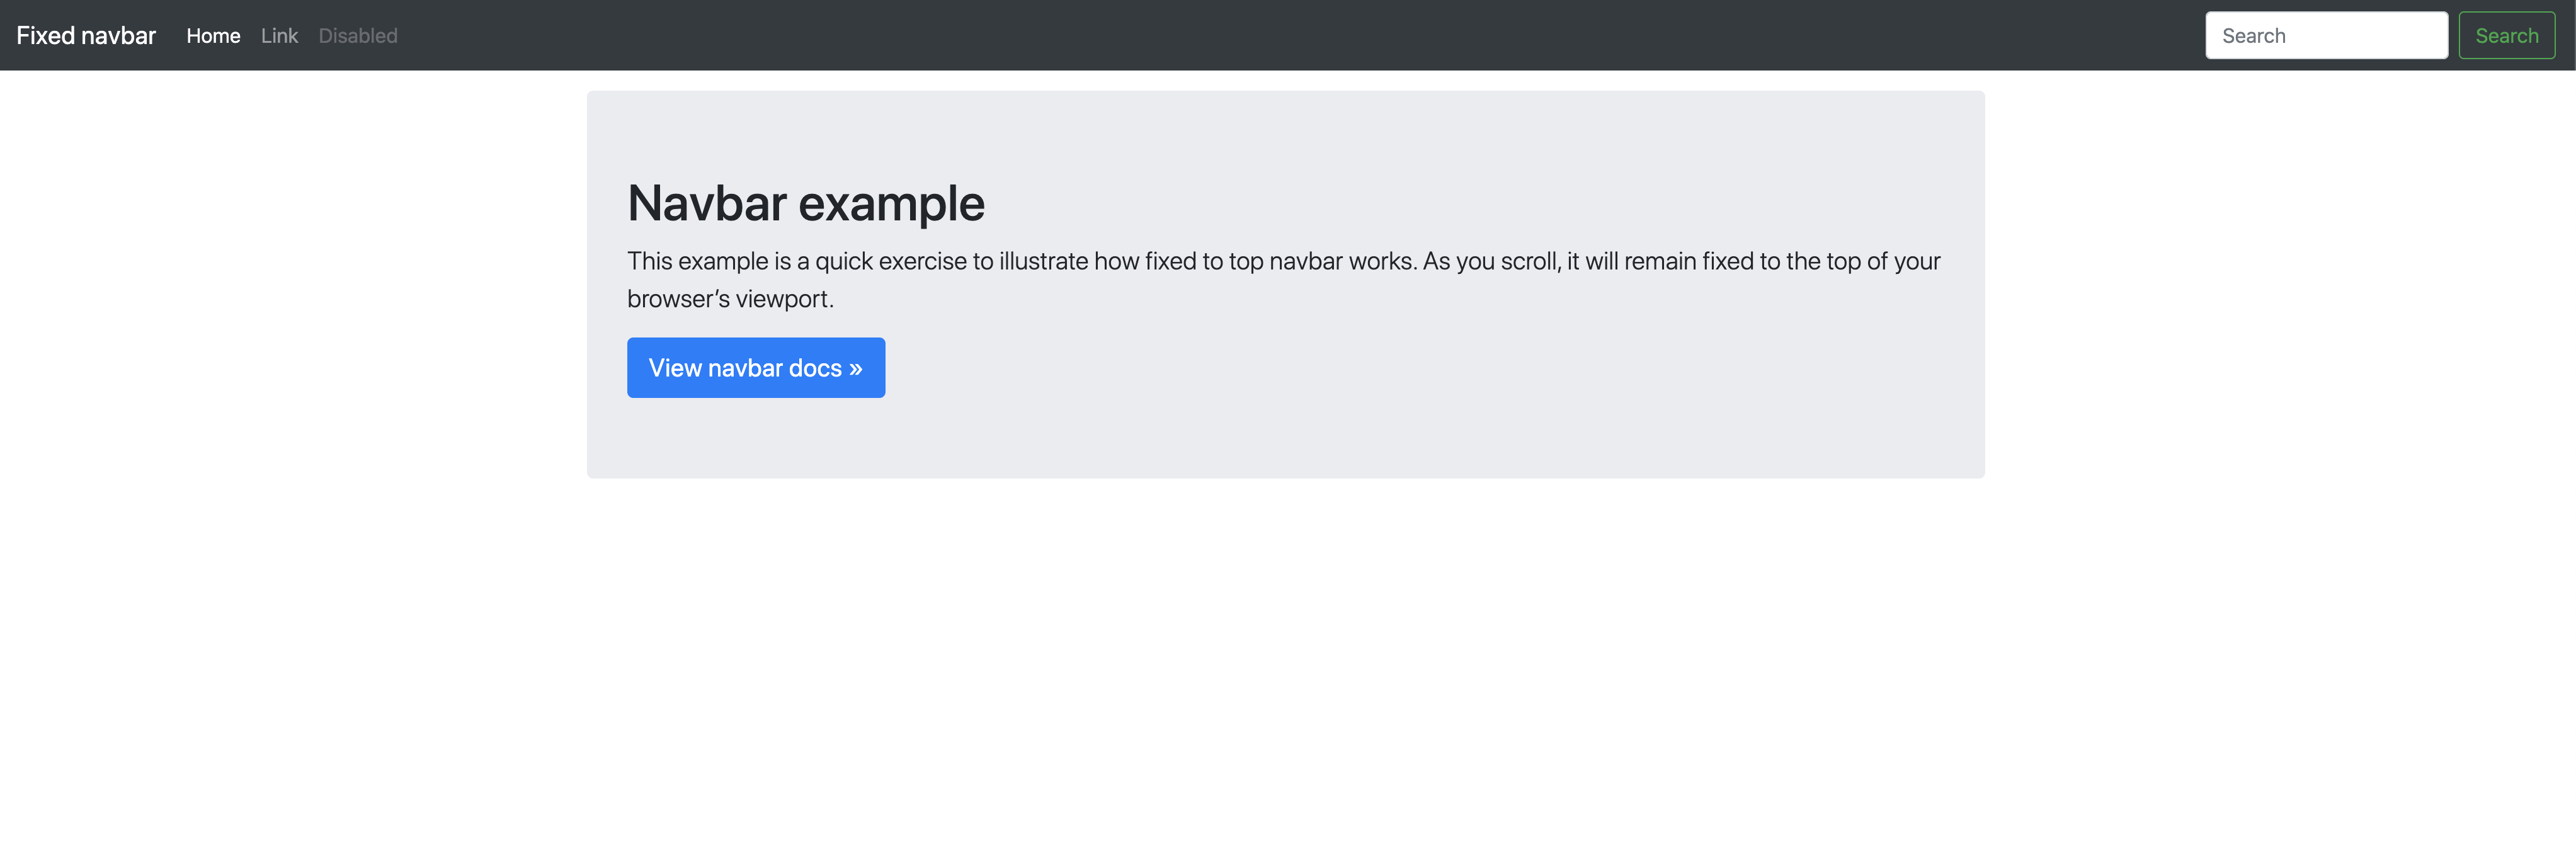 Fixed navbar Home Link Disabled Search Search
Navbar example
This example is a quick exercise to illustrate how fixed to top navbar works. As you scroll, it will remain fixed to the top of your
browser’s viewport.
View navbar docs »